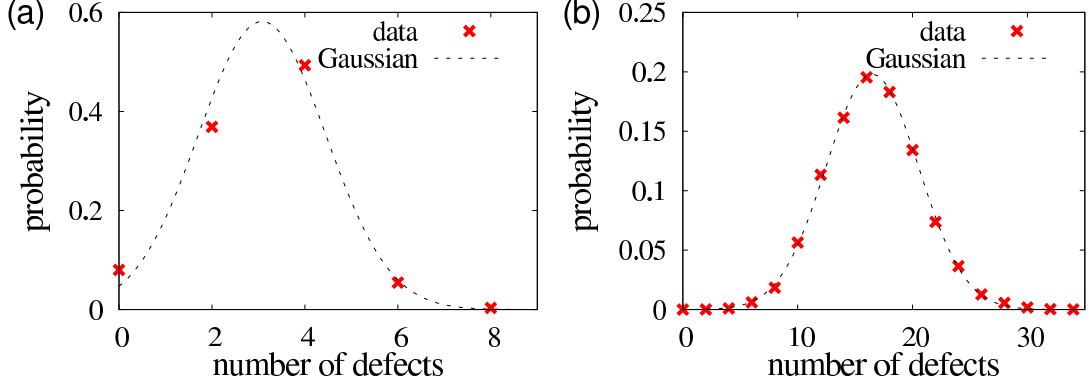 (a)
0.6
0.4
0.2
0
probability
data
Gaussian
0 2 4 6 8
number of defects
(b)
0.25
0.2
0.15
0.1
0.05
0
probability
data
Gaussian
0 10 20 30
number of defects